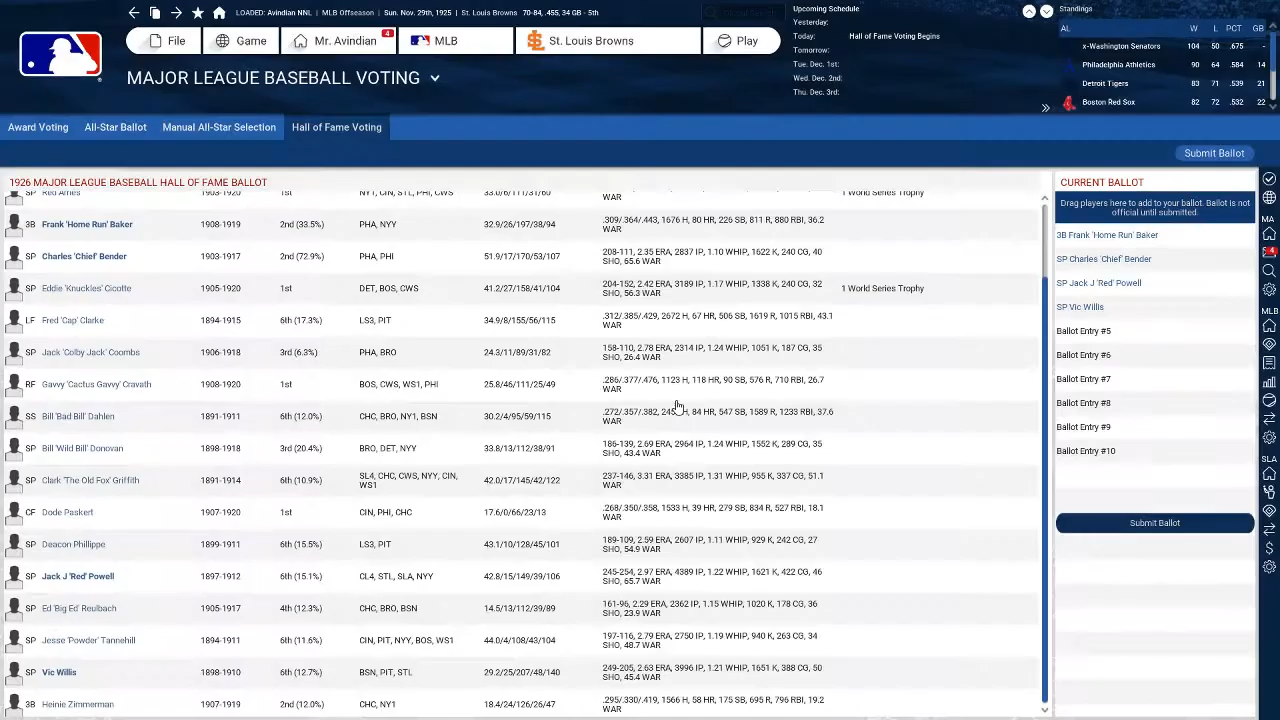 LOADED: Avindian NNL | MLB Offseason | Sun. Nov. 29th, 1925 | St. Louis Browns 70-84, .455, 34 GB - 5th
File
Game
Mr. Avindian 4
MLB
St. Louis Browns
Play
MAJOR LEAGUE BASEBALL VOTING
Upcoming Schedule
Yesterday:
Today: Hall of Fame Voting Begins
Tomorrow:
Tue. Dec. 1st:
Wed. Dec. 2nd:
Thu. Dec. 3rd:
Standings
AL W L PCT GB
x-Washington Senators 104 50 .675 -
Philadelphia Athletics 90 64 .584 14
Detroit Tigers 83 71 .539 21
Boston Red Sox 82 72 .532 22
Award Voting All-Star Ballot Manual All-Star Selection Hall of Fame Voting
Submit Ballot
1926 MAJOR LEAGUE BASEBALL HALL OF FAME BALLOT
SP Red Ames 1903-1920 1st NY1, CIN, STL, PHI, CWS 33.0/6/111/31/60 1 World Series Trophy
WAR
3B Frank 'Home Run' Baker 1908-1919 2nd (33.5%) PHA, NYY 32.9/26/197/38/94 .309/.364/.443, 1676 H, 80 HR, 226 SB, 811 R, 880 RBI, 36.2
WAR
SP Charles 'Chief' Bender 1903-1917 2nd (72.9%) PHA, PHI 51.9/17/170/53/107 208-111, 2.35 ERA, 2837 IP, 1.10 WHIP, 1622 K, 240 CG, 40
SHO, 65.6 WAR
SP Eddie 'Knuckles' Cicotte 1905-1920 1st DET, BOS, CWS 41.2/27/158/41/104 204-152, 2.42 ERA, 3189 IP, 1.17 WHIP, 1338 K, 240 CG, 32 1 World Series Trophy
SHO, 56.3 WAR
LF Fred 'Cap' Clarke 1894-1915 6th (17.3%) LS3, PIT 34.9/8/155/56/115 .312/.385/.429, 2672 H, 67 HR, 506 SB, 1619 R, 1015 RBI, 43.1
WAR
SP Jack 'Colby Jack' Coombs 1906-1918 3rd (6.3%) PHA, BRO 24.3/11/89/31/82 158-110, 2.78 ERA, 2314 IP, 1.24 WHIP, 1051 K, 187 CG, 35
SHO, 26.4 WAR
RF Gavvy 'Cactus Gavvy' Cravath 1908-1920 1st BOS, CWS, WS1, PHI 25.8/46/111/25/49 .286/.377/.476, 1123 H, 118 HR, 90 SB, 576 R, 710 RBI, 26.7
WAR
SS Bill 'Bad Bill' Dahlen 1891-1911 6th (12.0%) CHC, BRO, NY1, BSN 30.2/4/95/59/115 .272/.357/.382, H, 84 HR, 547 SB, 1589 R, 1233 RBI, 37.6
WAR
SP Bill 'Wild Bill' Donovan 1898-1918 3rd (20.4%) BRO, DET, NYY 33.8/13/112/38/91 186-139, 2.69 ERA, 2964 IP, 1.24 WHIP, 1552 K, 289 CG, 35
SHO, 43.4 WAR
SP Clark 'The Old Fox' Griffith 1891-1914 6th (10.9%) SL4, CHC, CWS, NYY, CIN, 42.0/17/145/42/122 237-146, 3.31 ERA, 3385 IP, 1.31 WHIP, 955 K, 337 CG, 51.1
WS1 WAR
CF Dode Paskert 1907-1920 1st CIN, PHI, CHC 17.6/0/66/23/13 .268/.350/.358, 1533 H, 39 HR, 279 SB, 834 R, 527 RBI, 18.1
WAR
SP Deacon Phillippe 1899-1911 6th (15.5%) LS3, PIT 43.1/10/128/45/101 189-109, 2.59 ERA, 2607 IP, 1.11 WHIP, 929 K, 242 CG, 27
SHO, 54.9 WAR
SP Jack J 'Red' Powell 1897-1912 6th (15.1%) CL4, STL, SLA, NYY 42.8/15/149/39/106 245-254, 2.97 ERA, 4389 IP, 1.22 WHIP, 1621 K, 422 CG, 46
SHO, 65.7 WAR
SP Ed 'Big Ed' Reulbach 1905-1917 4th (12.3%) CHC, BRO, BSN 14.5/13/112/39/89 161-96, 2.29 ERA, 2362 IP, 1.15 WHIP, 1020 K, 178 CG, 36
SHO, 23.9 WAR
SP Jesse 'Powder' Tannehill 1894-1911 6th (11.6%) CIN, PIT, NYY, BOS, WS1 44.0/4/108/43/104 197-116, 2.79 ERA, 2750 IP, 1.19 WHIP, 940 K, 263 CG, 34
SHO, 48.7 WAR
SP Vic Willis 1898-1910 6th (12.7%) BSN, PIT, STL 29.2/25/207/48/140 249-205, 2.63 ERA, 3996 IP, 1.21 WHIP, 1651 K, 388 CG, 50
SHO, 45.4 WAR
3B Heinie Zimmerman 1907-1919 2nd (12.0%) CHC, NY1 18.4/24/126/26/47 .295/.330/.419, 1566 H, 58 HR, 175 SB, 695 R, 796 RBI, 19.2
WAR
CURRENT BALLOT
Drag players here to add to your ballot. Ballot is not
official until submitted.
3B Frank 'Home Run' Baker
SP Charles 'Chief' Bender
SP Jack J 'Red' Powell
SP Vic Willis
Ballot Entry #5
Ballot Entry #6
Ballot Entry #7
Ballot Entry #8
Ballot Entry #9
Ballot Entry #10
Submit Ballot
MA
4
MLB
SLA